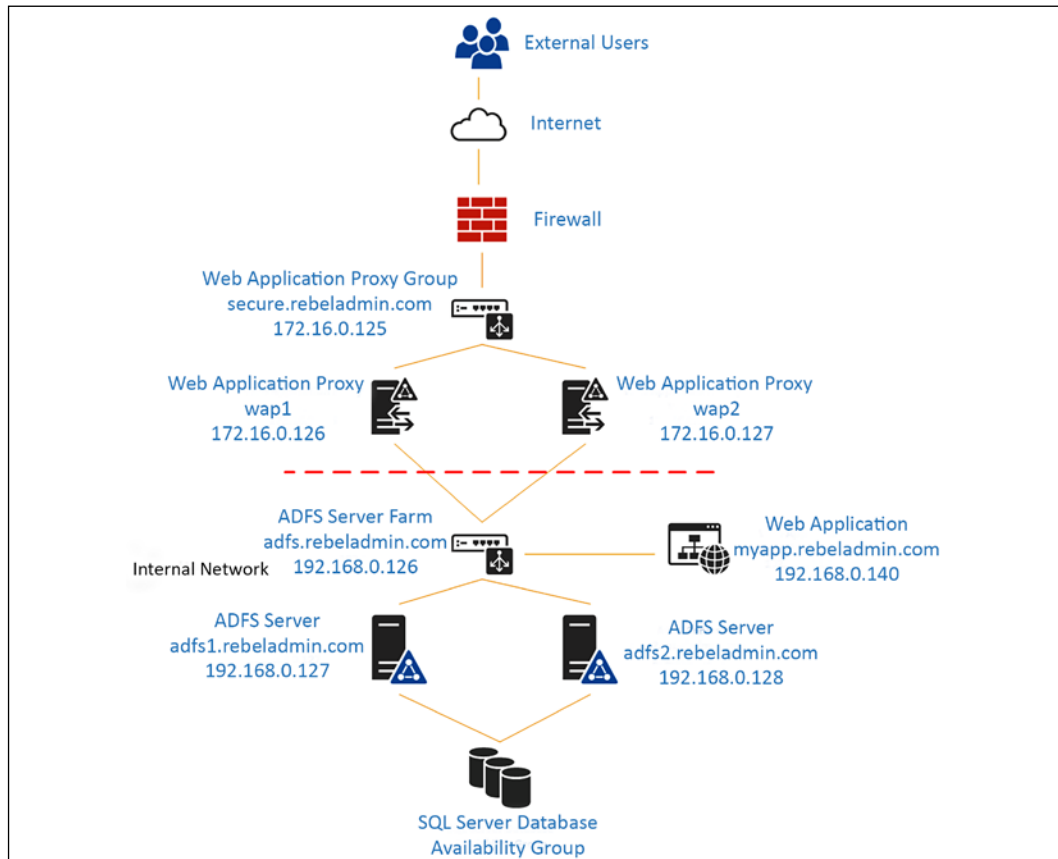 External Users
Internet
Firewall
Web Application Proxy Group
secure.rebeladmin.com
172.16.0.125
Web Application Proxy
wap1
172.16.0.126
Web Application Proxy
wap2
172.16.0.127
ADFS Server Farm
adfs.rebeladmin.com
192.168.0.126
Web Application
myapp.rebeladmin.com
192.168.0.140
Internal Network
ADFS Server
adfs1.rebeladmin.com
192.168.0.127
ADFS Server
adfs2.rebeladmin.com
192.168.0.128
SQL Server Database
Availability Group